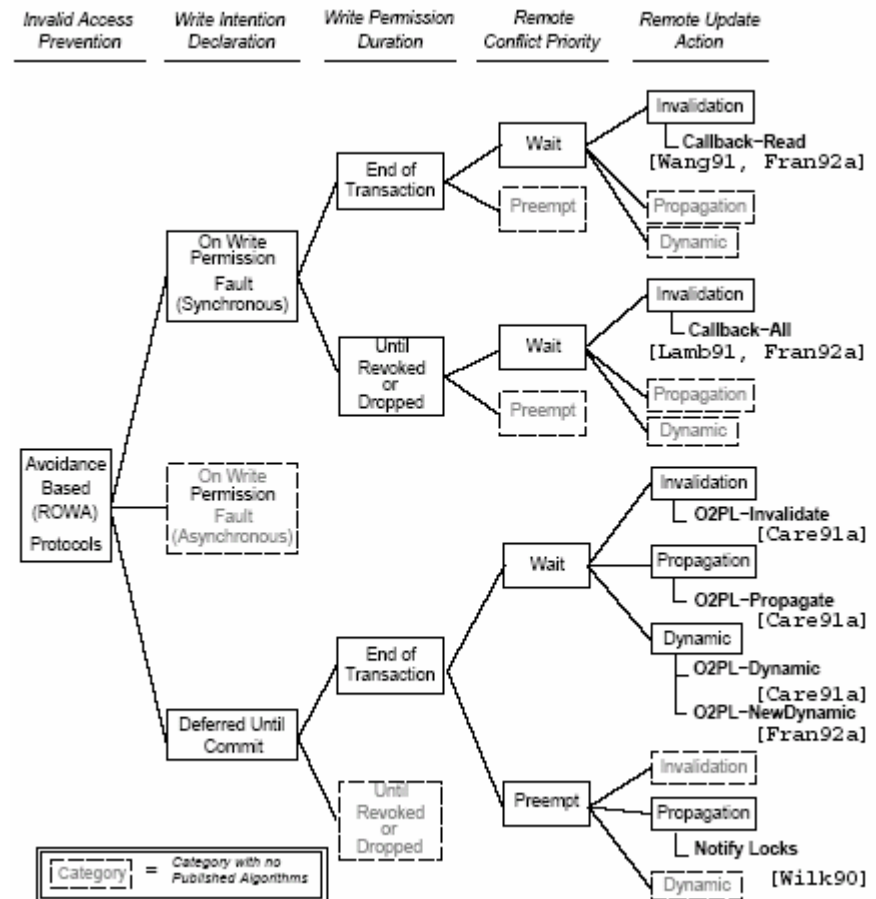 Invalid Access
Prevention
Write Intention
Declaration
Write Permission
Duration
Remote
Conflict Priority
Remote Update
Action
Invalidation
Callback-Read
[Wang91, Fran92a]
Wait
End of
Transaction
Preempt
Propagation
Dynamic
On Write
Permission
Fault
(Synchronous)
Invalidation
Callback-All
[Lamb91, Fran92a]
Until
Revoked
or
Dropped
Wait
Preempt
Propagation
Dynamic
Avoidance
Based
(ROWA)
Protocols
On Write
Permission
Fault
(Asynchronous)
Invalidation
O2PL-Invalidate
[Care91a]
Wait
Propagation
O2PL-Propagate
[Care91a]
End of
Transaction
Dynamic
O2PL-Dynamic
[Care91a]
O2PL-NewDynamic
[Fran92a]
Deferred Until
Commit
Until
Revoked
or
Dropped
Preempt
Invalidation
Propagation
Notify Locks
[Wilk90]
Dynamic
Category = Category with no
Published Algorithms